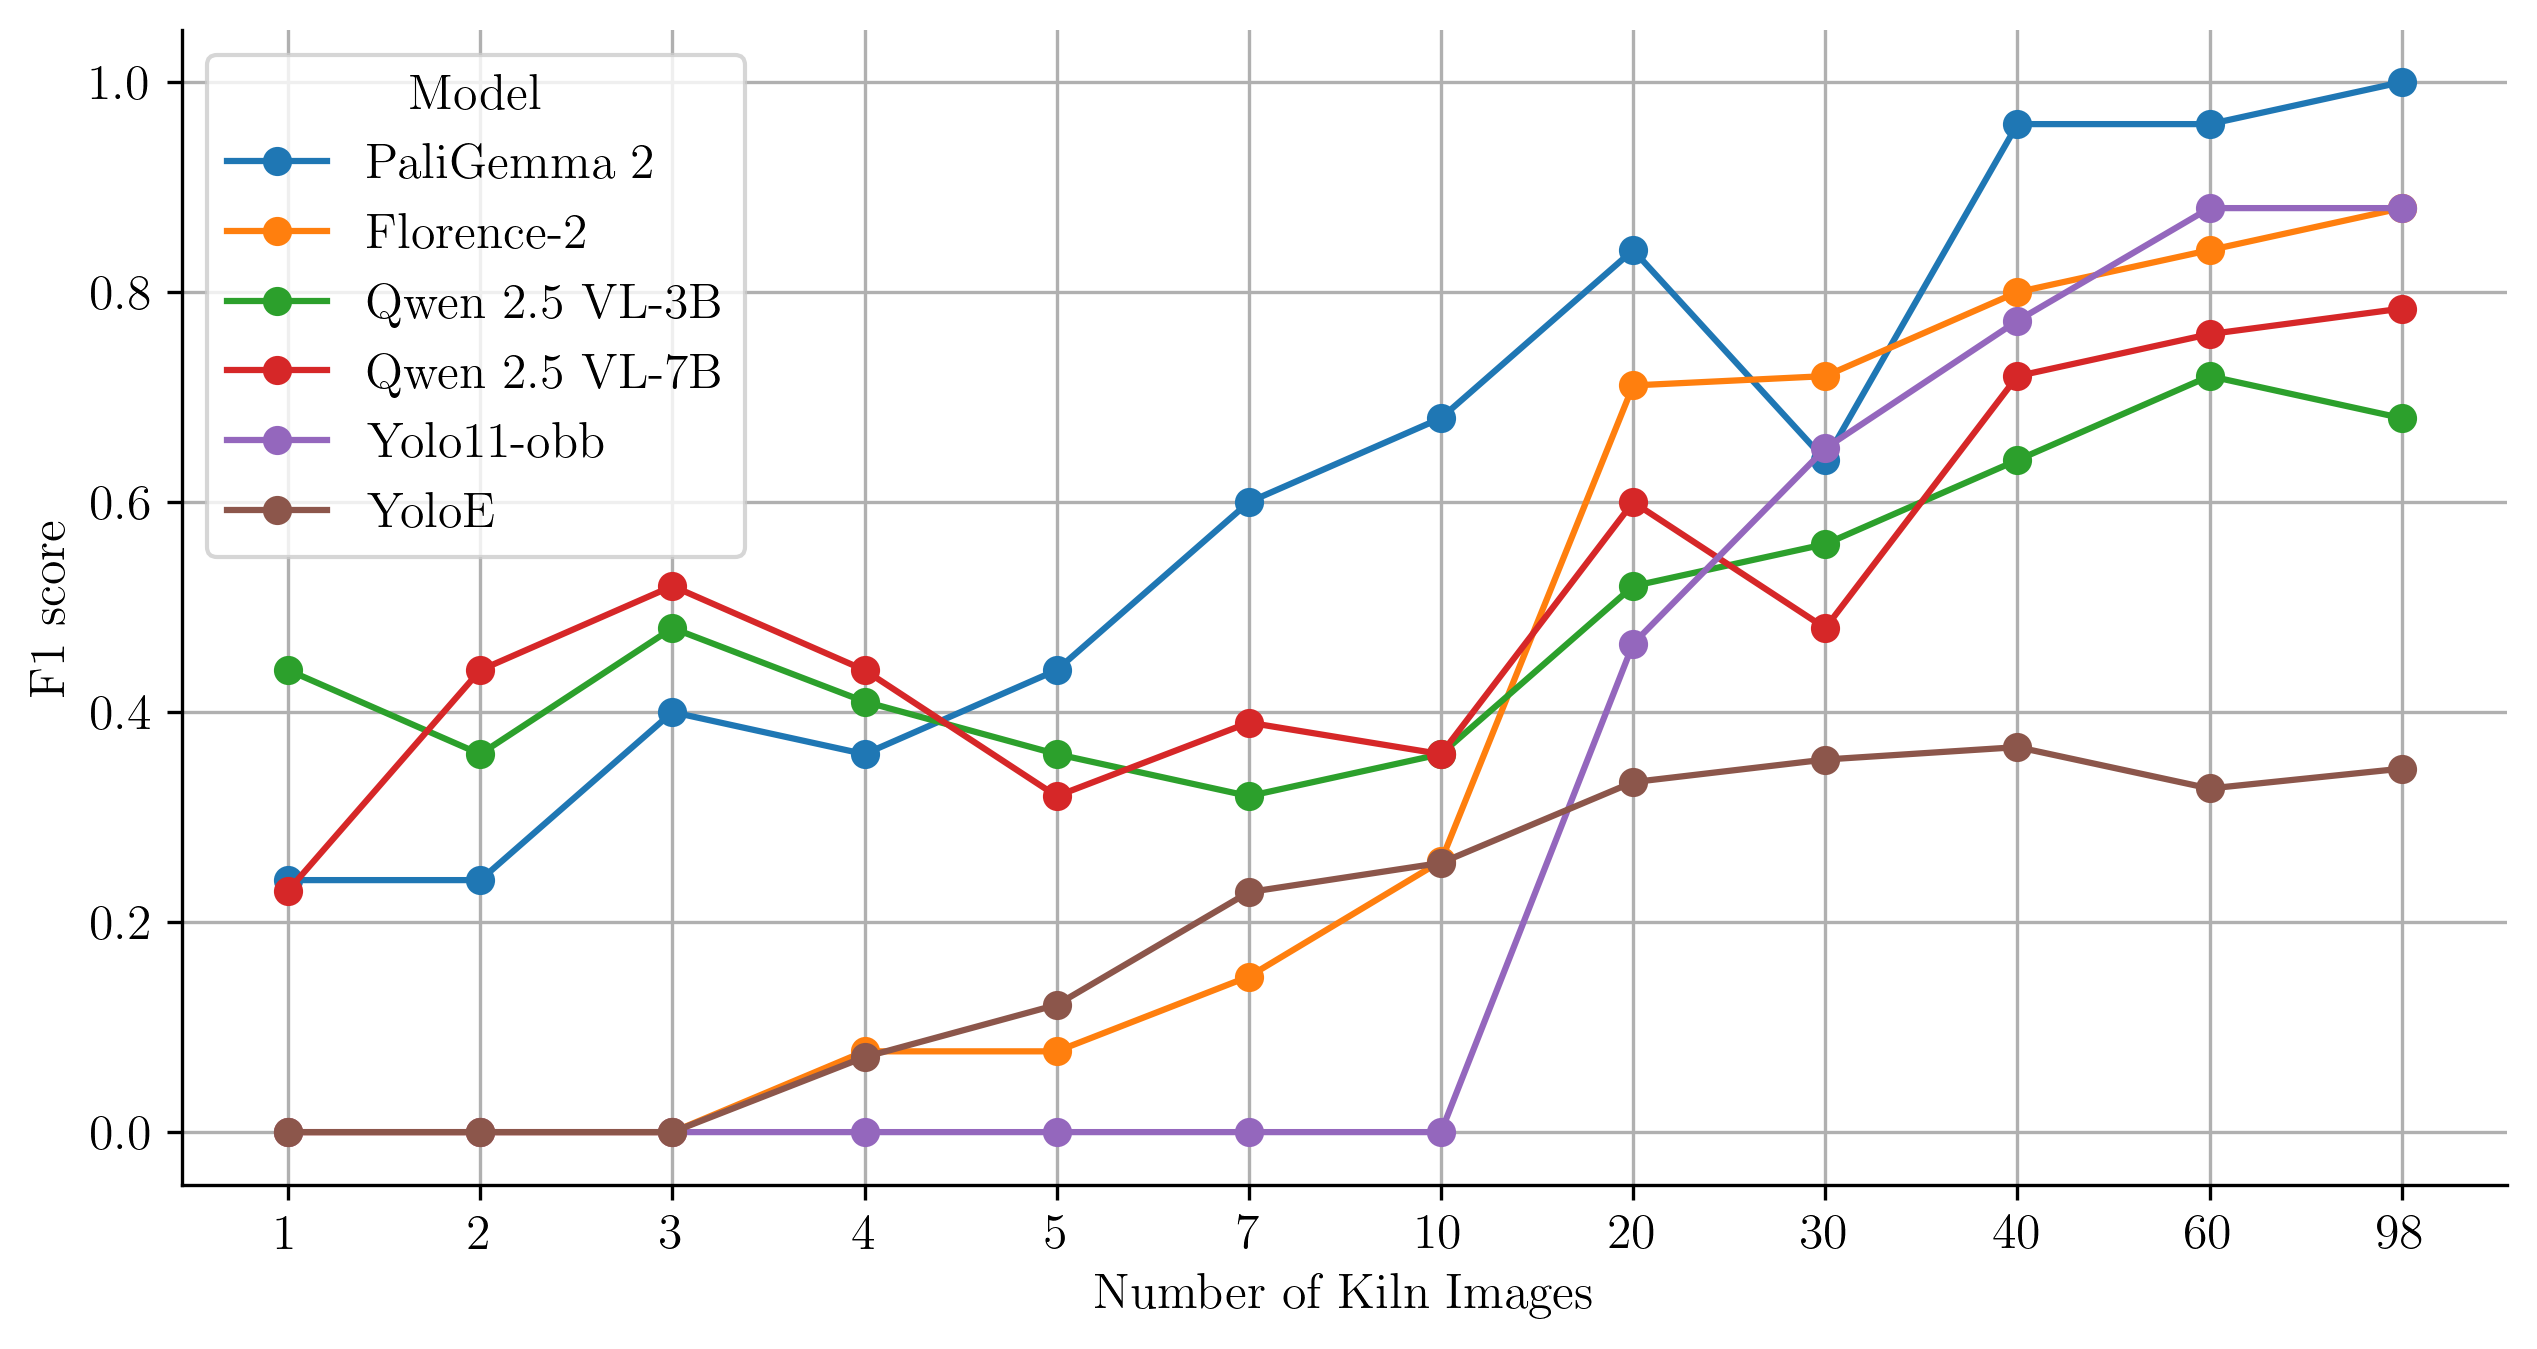 Model
PaliGemma 2
Florence-2
Qwen 2.5 VL-3B
Qwen 2.5 VL-7B
Yolo11-obb
YoloE
F1 score
1.0
0.8
0.6
0.4
0.2
0.0
1 2 3 4 5 7 10 20 30 40 60 98
Number of Kiln Images